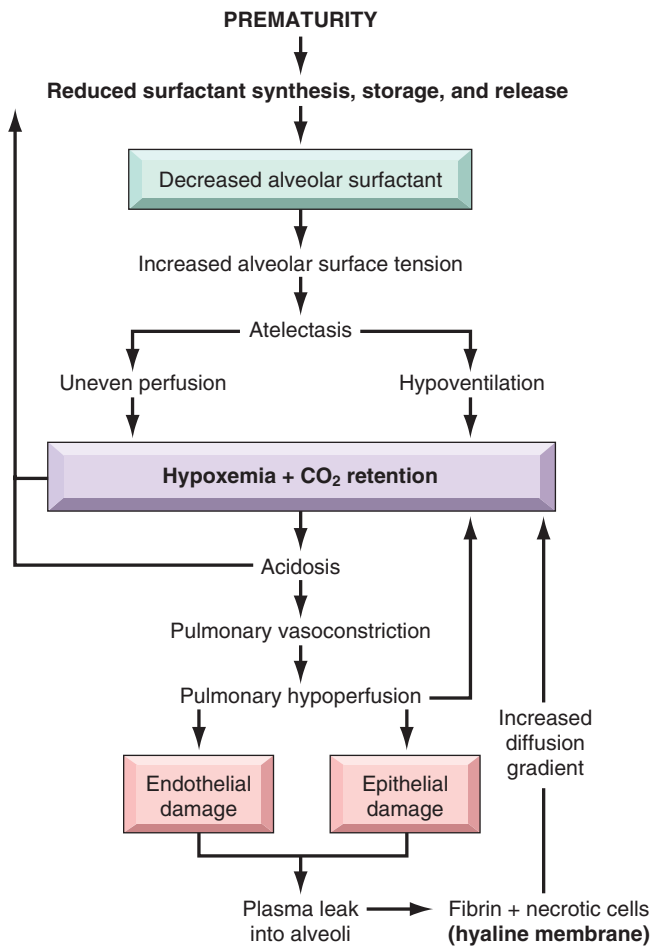 PREMATURITY
Reduced surfactant synthesis, storage, and release
Decreased alveolar surfactant
Increased alveolar surface tension
Atelectasis
Uneven perfusion
Hypoventilation
Hypoxemia + CO₂ retention
Acidosis
Pulmonary vasoconstriction
Pulmonary hypoperfusion
Increased
diffusion
gradient
Endothelial
damage
Epithelial
damage
Plasma leak
into alveoli
Fibrin + necrotic cells
(hyaline membrane)